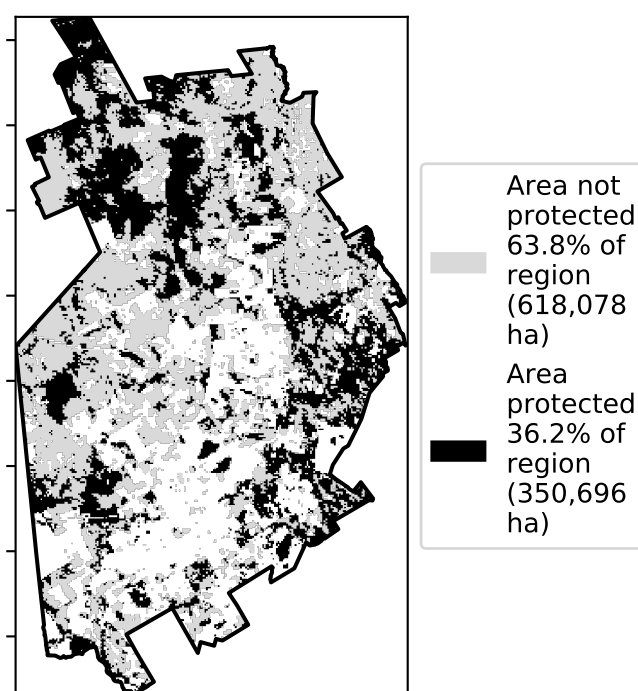 Area not
protected
63.8% of
region
(618,078
ha)
Area
protected
36.2% of
region
(350,696
ha)